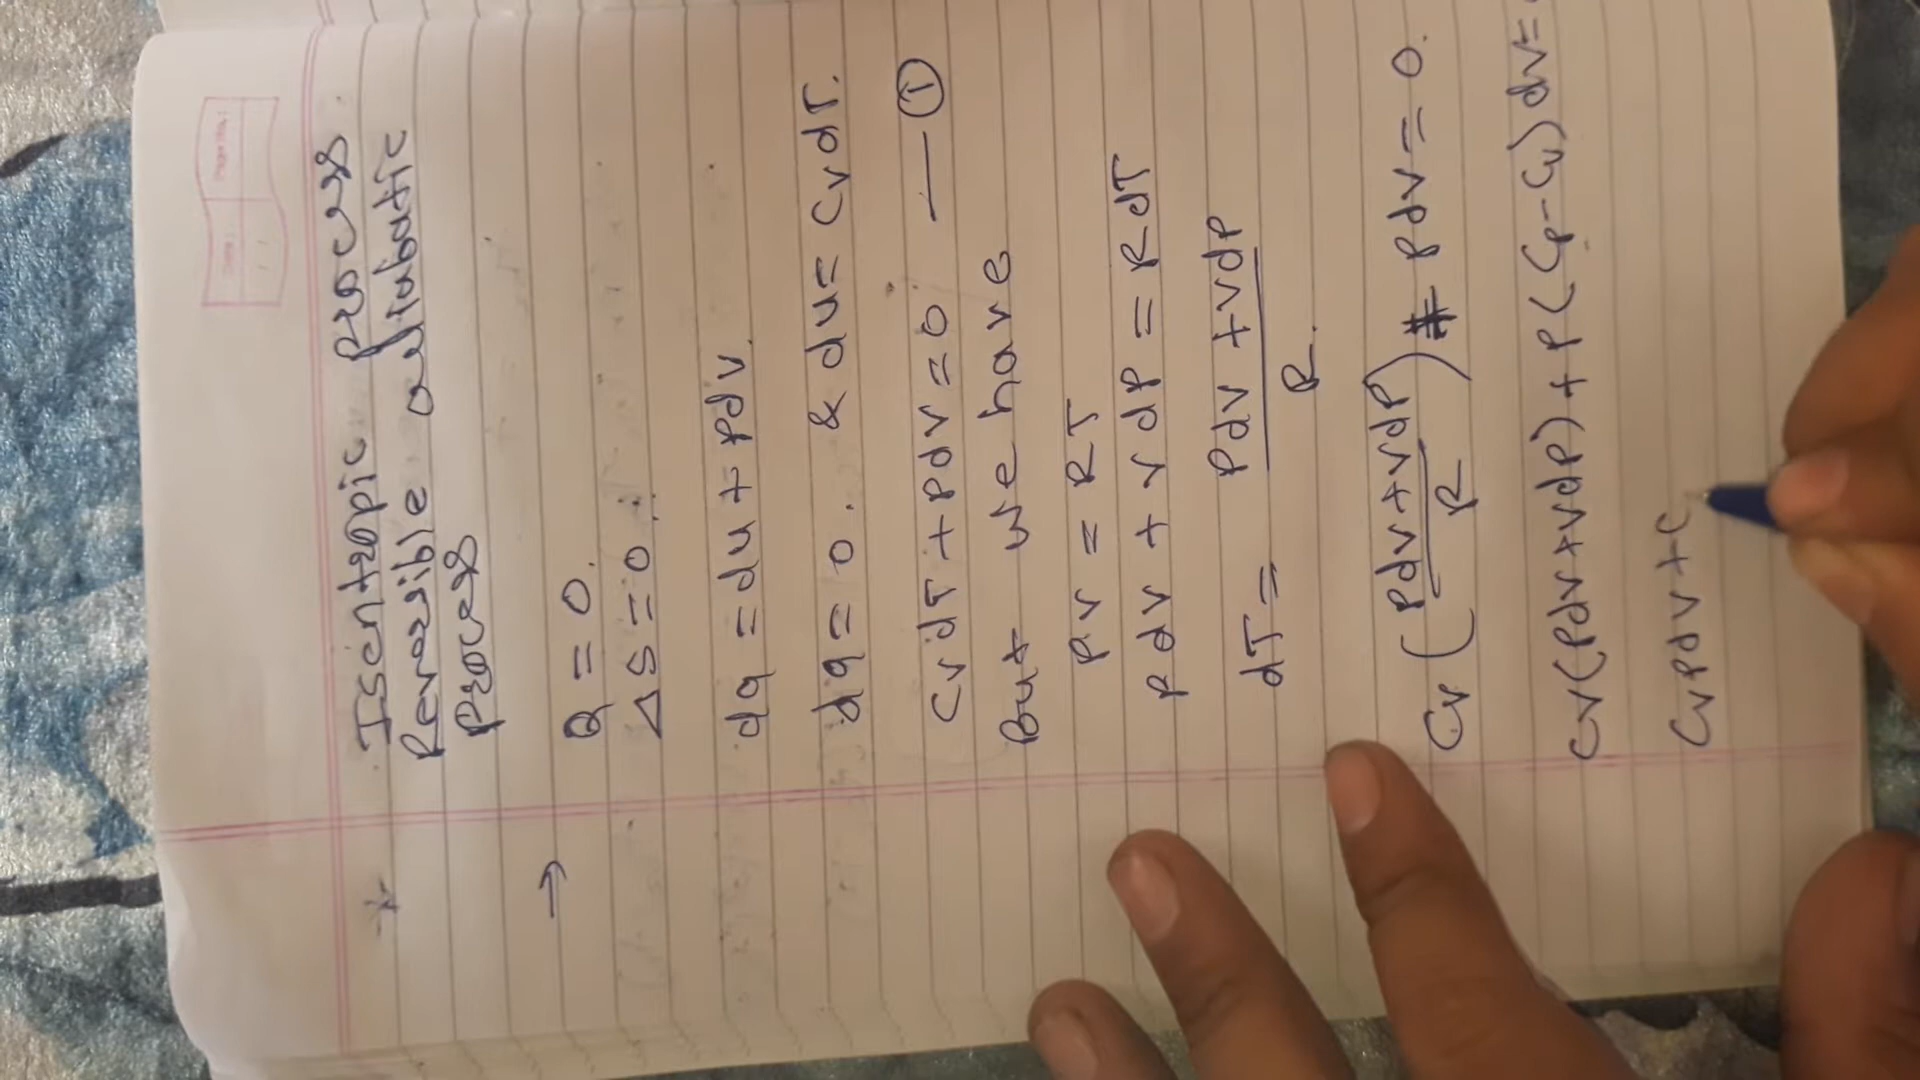 * Isentropic process
Reversible adiabatic
process
→ Q = 0.
ΔS = 0.
dq = du + pdv.
dq = 0. & du = CvdT.
CvdT + pdv = 0 — ①
But we have
pv = RT
pdv + vdp = RdT
dT = pdv + vdp
R.
Cv (pdv + vdp) + pdv = 0.
R
Cv(pdv + vdp) + p(Cp - Cv) dv =
Cvpdv + C